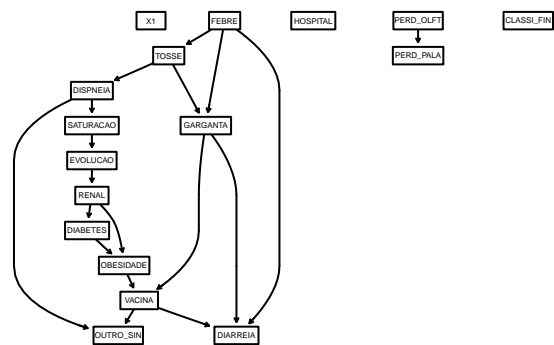 X1 FEBRE HOSPITAL PERD_OLFT CLASSI_FIN
TOSSE PERD_PALA
DISPNEIA
SATURACAO GARGANTA
EVOLUCAO
RENAL
DIABETES
OBESIDADE
VACINA
OUTRO_SIN DIARREIA